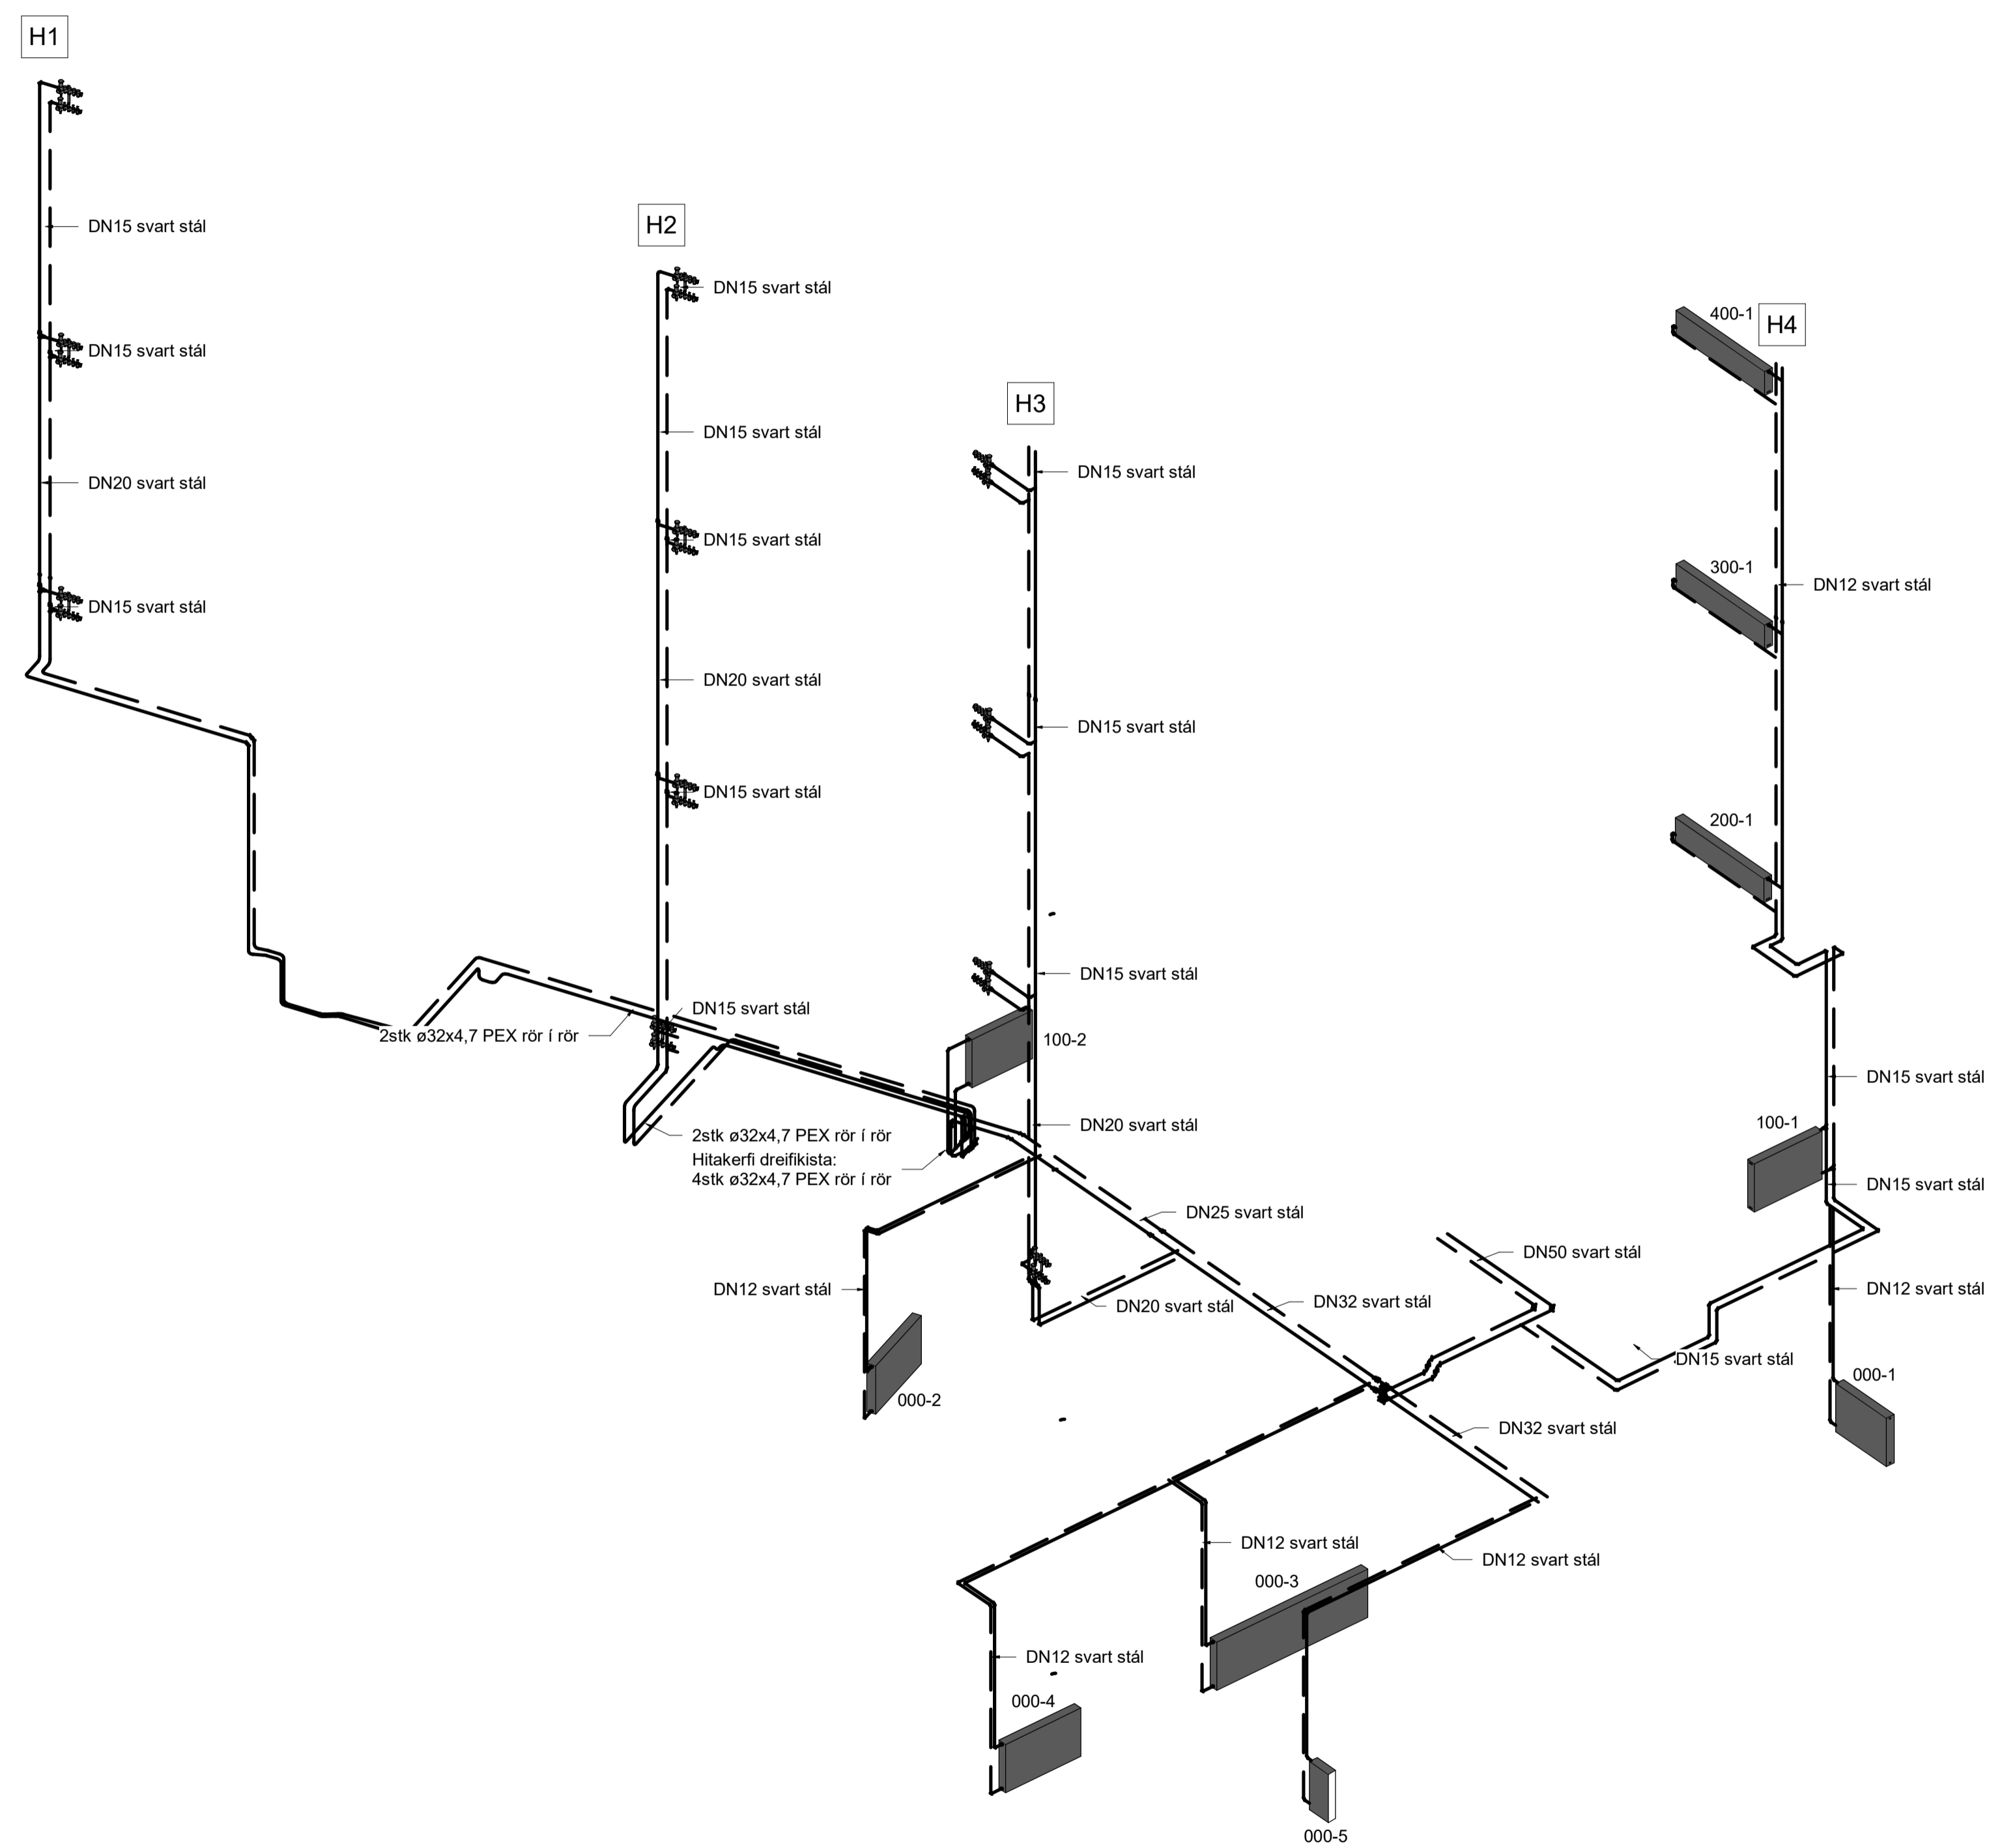 H1
DN15 svart stál
DN15 svart stál
DN20 svart stál
DN15 svart stál
2stk ø32x4,7 PEX rör í rör
H2
DN15 svart stál
DN15 svart stál
DN15 svart stál
DN20 svart stál
DN15 svart stál
DN15 svart stál
2stk ø32x4,7 PEX rör í rör
Hitakerfi dreifikista:
4stk ø32x4,7 PEX rör í rör
H3
DN15 svart stál
DN15 svart stál
DN15 svart stál
100-2
DN20 svart stál
DN25 svart stál
DN12 svart stál
DN20 svart stál
DN32 svart stál
000-2
400-1
H4
300-1
DN12 svart stál
200-1
DN15 svart stál
100-1
DN15 svart stál
DN50 svart stál
DN12 svart stál
DN15 svart stál
000-1
DN32 svart stál
DN12 svart stál
DN12 svart stál
000-3
DN12 svart stál
000-4
000-5